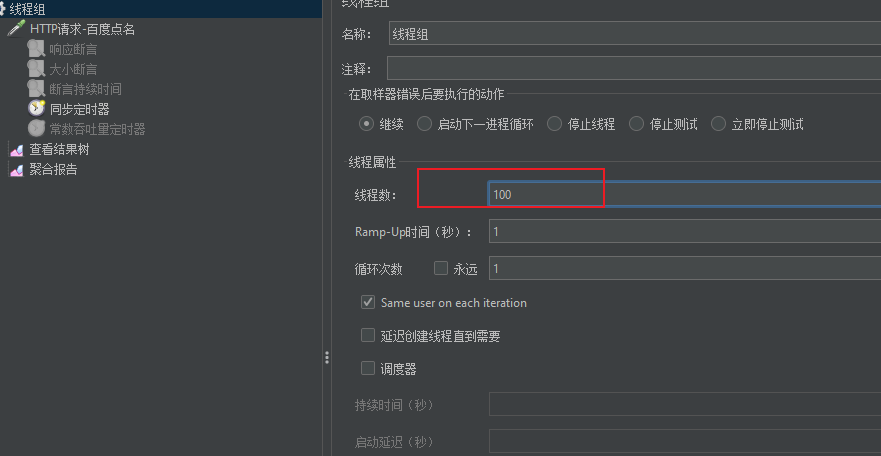 线程组
HTTP请求-百度点名
响应断言
大小断言
断言持续时间
同步定时器
常数吞吐量定时器
查看结果树
聚合报告
线程组
名称： 线程组
注释：
在取样器错误后要执行的动作
继续 启动下一进程循环 停止线程 停止测试 立即停止测试
线程属性
线程数： 100
Ramp-Up时间（秒）： 1
循环次数 永远 1
Same user on each iteration
延迟创建线程直到需要
调度器
持续时间（秒）
启动延迟（秒）